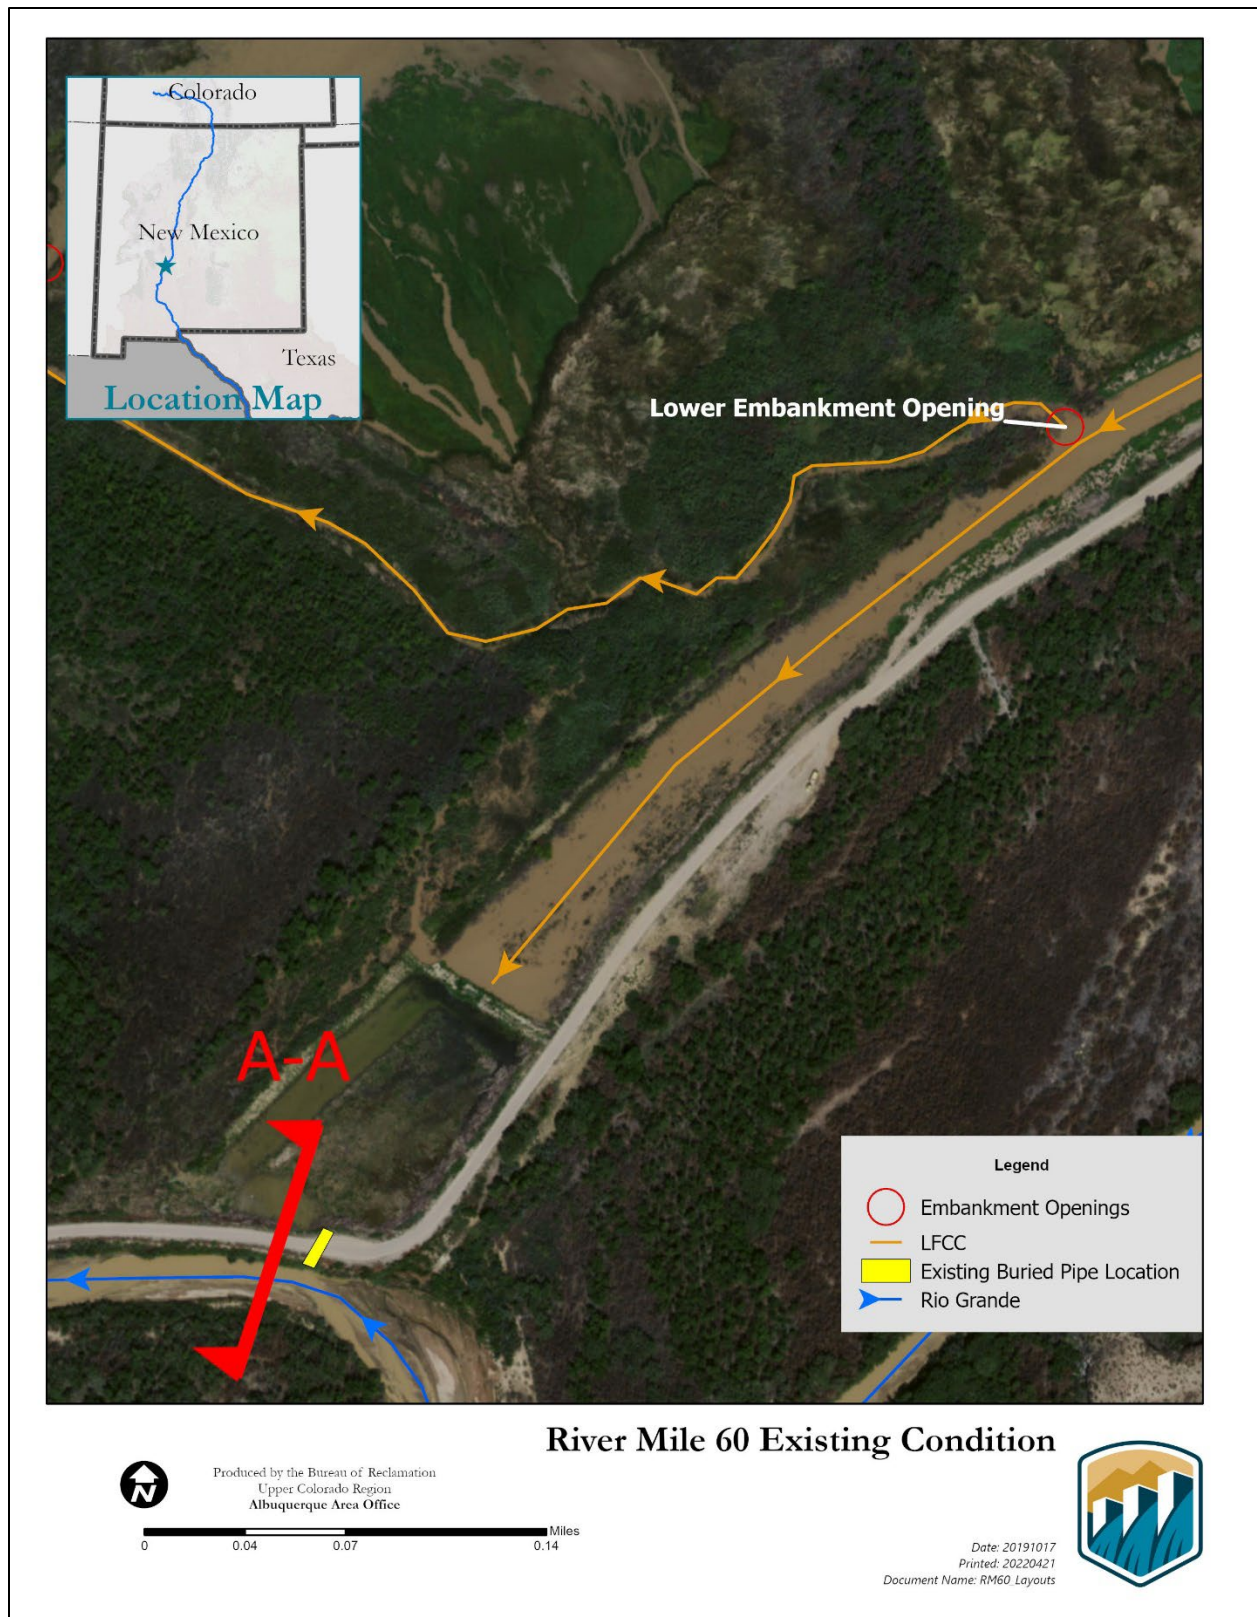 Colorado
New Mexico
Texas
Location Map
Lower Embankment Opening
A-A
Legend
Embankment Openings
LFCC
Existing Buried Pipe Location
Rio Grande
River Mile 60 Existing Condition
N
Produced by the Bureau of Reclamation
Upper Colorado Region
Albuquerque Area Office
Miles
0 0.04 0.07 0.14
Date: 20191017
Printed: 20220421
Document Name: RM60_Layouts